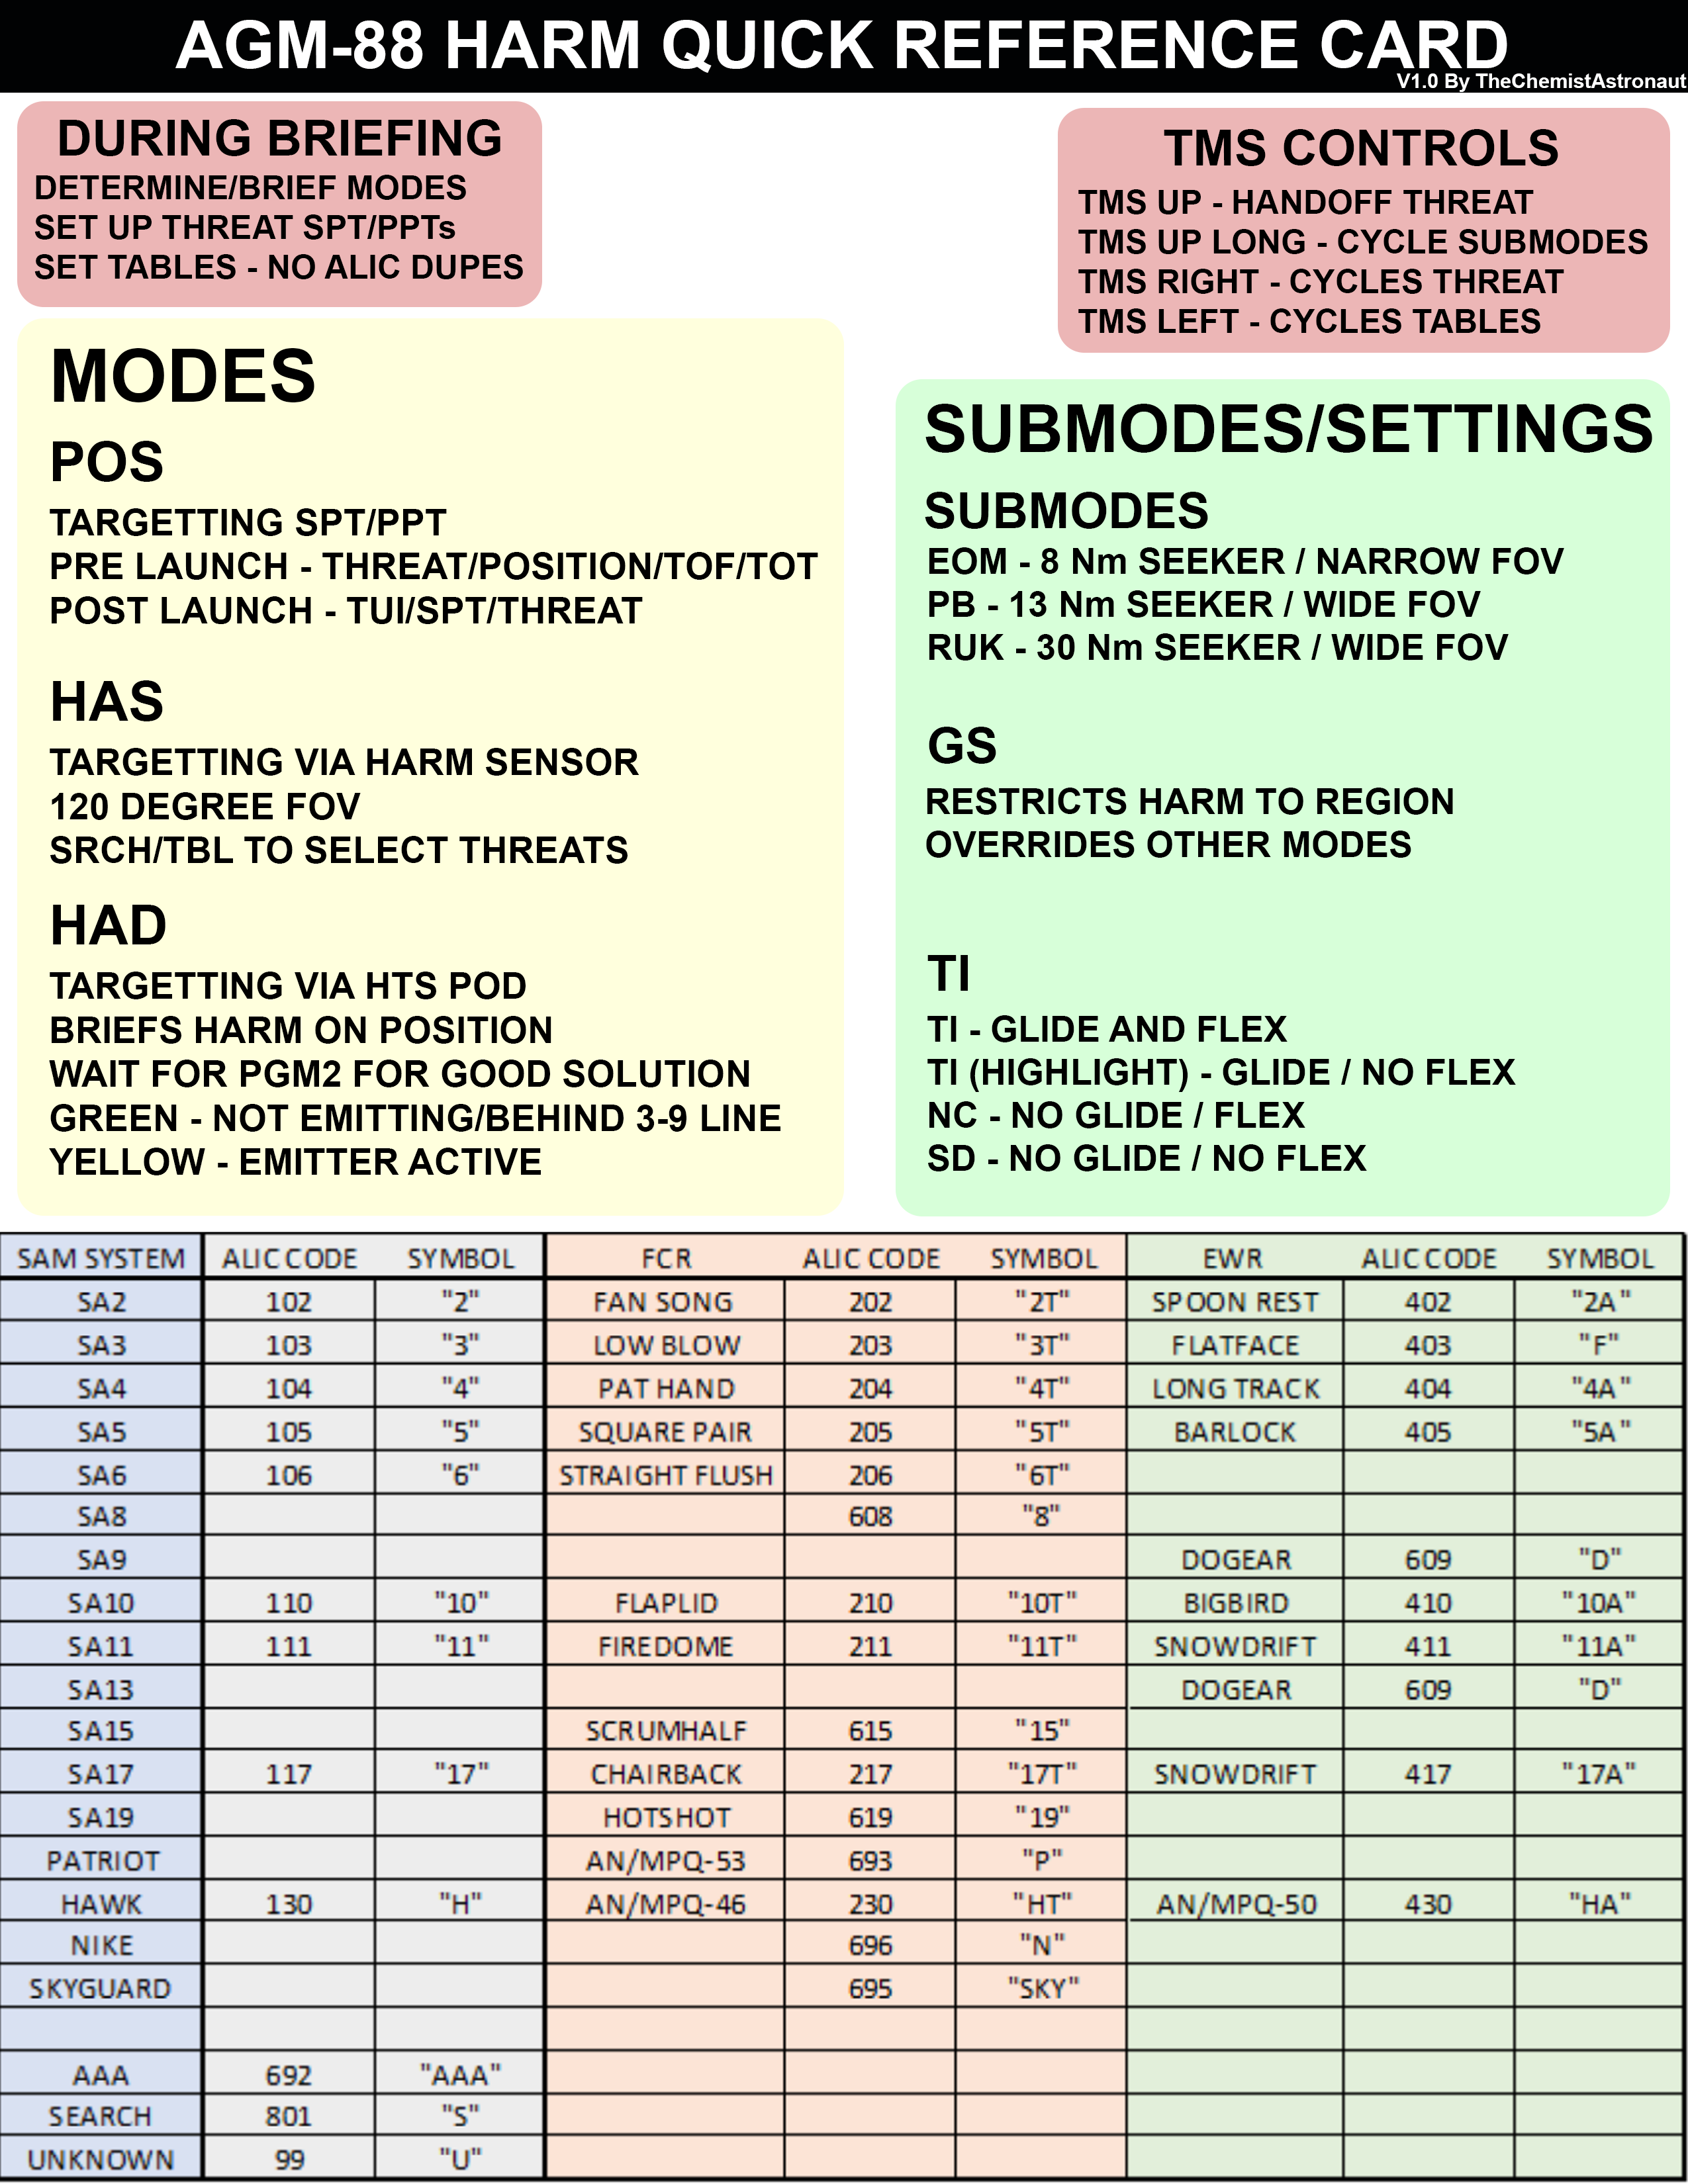 AGM-88 HARM QUICK REFERENCE CARD
V1.0 By TheChemistAstronaut
DURING BRIEFING
DETERMINE/BRIEF MODES
SET UP THREAT SPT/PPTs
SET TABLES - NO ALIC DUPES
TMS CONTROLS
TMS UP - HANDOFF THREAT
TMS UP LONG - CYCLE SUBMODES
TMS RIGHT - CYCLES THREAT
TMS LEFT - CYCLES TABLES
MODES
POS
TARGETTING SPT/PPT
PRE LAUNCH - THREAT/POSITION/TOF/TOT
POST LAUNCH - TUI/SPT/THREAT
HAS
TARGETTING VIA HARM SENSOR
120 DEGREE FOV
SRCH/TBL TO SELECT THREATS
HAD
TARGETTING VIA HTS POD
BRIEFS HARM ON POSITION
WAIT FOR PGM2 FOR GOOD SOLUTION
GREEN - NOT EMITTING/BEHIND 3-9 LINE
YELLOW - EMITTER ACTIVE
SUBMODES/SETTINGS
SUBMODES
EOM - 8 Nm SEEKER / NARROW FOV
PB - 13 Nm SEEKER / WIDE FOV
RUK - 30 Nm SEEKER / WIDE FOV
GS
RESTRICTS HARM TO REGION
OVERRIDES OTHER MODES
TI
TI - GLIDE AND FLEX
TI (HIGHLIGHT) - GLIDE / NO FLEX
NC - NO GLIDE / FLEX
SD - NO GLIDE / NO FLEX
SAM SYSTEM ALIC CODE SYMBOL FCR ALIC CODE SYMBOL EWR ALIC CODE SYMBOL
SA2 102 "2" FAN SONG 202 "2T" SPOON REST 402 "2A"
SA3 103 "3" LOW BLOW 203 "3T" FLATFACE 403 "F"
SA4 104 "4" PAT HAND 204 "4T" LONG TRACK 404 "4A"
SA5 105 "5" SQUARE PAIR 205 "5T" BARLOCK 405 "5A"
SA6 106 "6" STRAIGHT FLUSH 206 "6T"
SA8 608 "8"
SA9 DOGEAR 609 "D"
SA10 110 "10" FLAPLID 210 "10T" BIGBIRD 410 "10A"
SA11 111 "11" FIREDOME 211 "11T" SNOWDRIFT 411 "11A"
SA13 DOGEAR 609 "D"
SA15 SCRUMHALF 615 "15"
SA17 117 "17" CHAIRBACK 217 "17T" SNOWDRIFT 417 "17A"
SA19 HOTSHOT 619 "19"
PATRIOT AN/MPQ-53 693 "P"
HAWK 130 "H" AN/MPQ-46 230 "HT" AN/MPQ-50 430 "HA"
NIKE 696 "N"
SKYGUARD 695 "SKY"
AAA 692 "AAA"
SEARCH 801 "S"
UNKNOWN 99 "U"